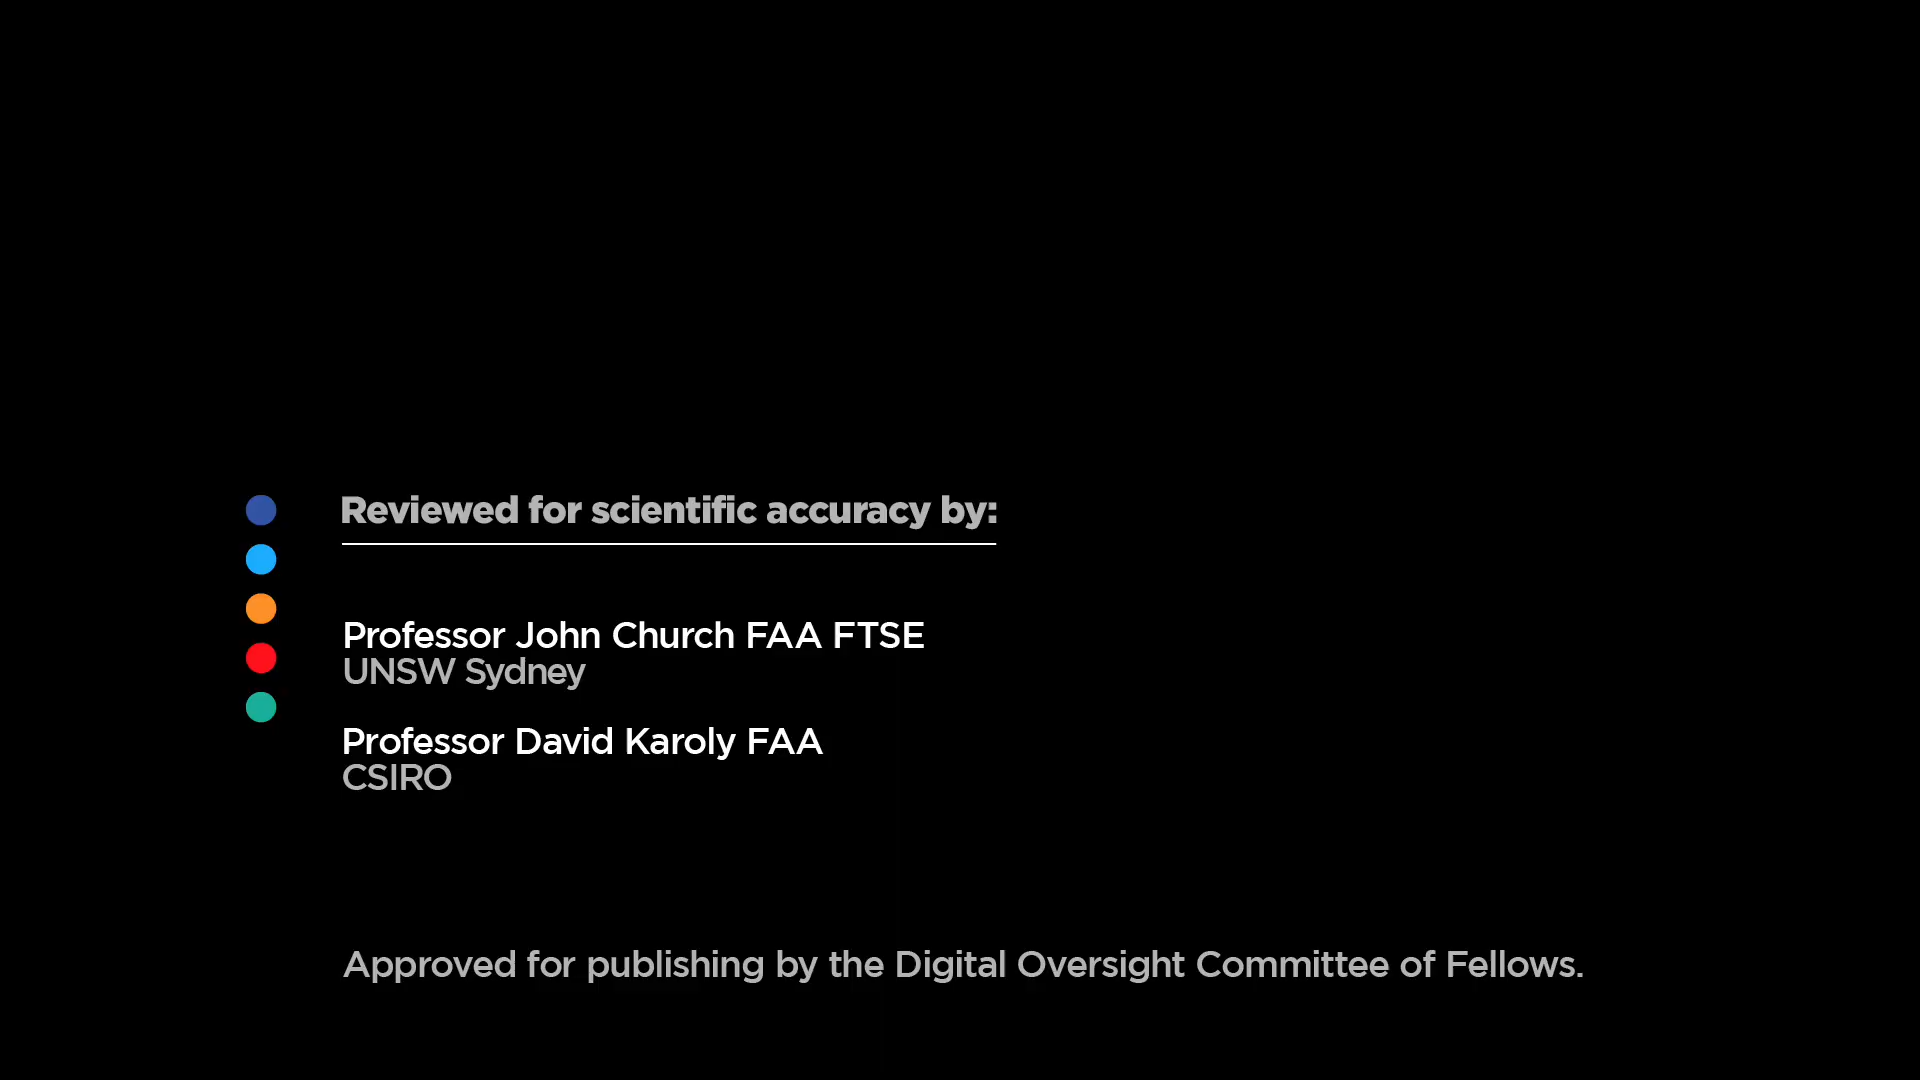 Reviewed for scientific accuracy by:
Professor John Church FAA FTSE
UNSW Sydney
Professor David Karoly FAA
CSIRO
Approved for publishing by the Digital Oversight Committee of Fellows.